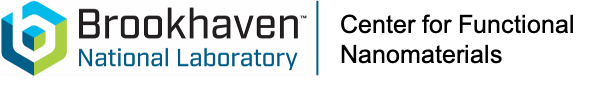 Brookhaven™
National Laboratory
Center for Functional
Nanomaterials